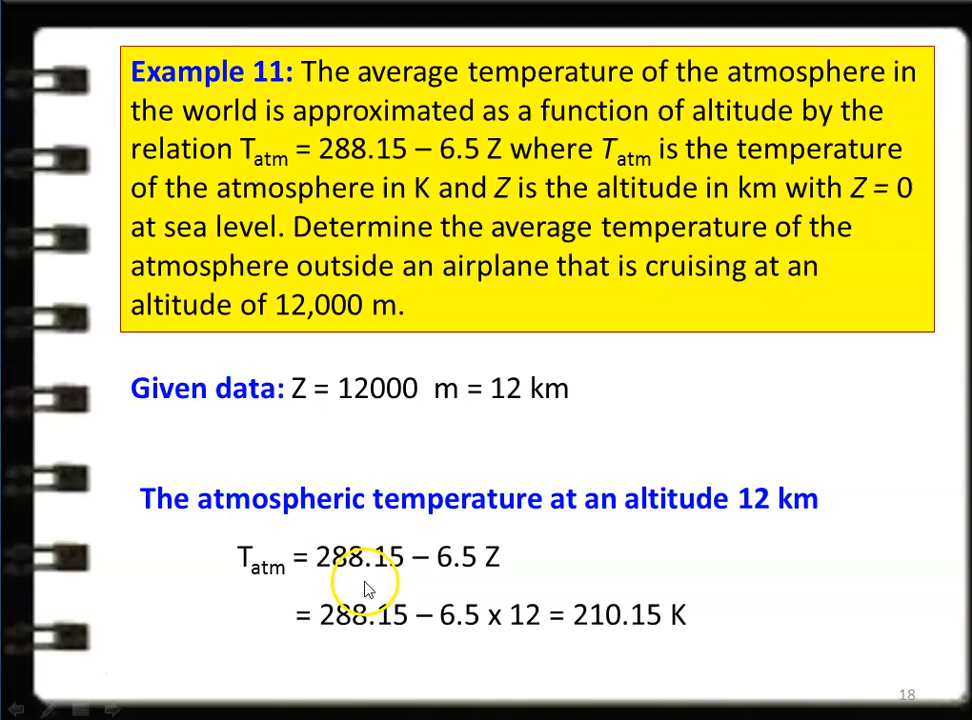 Example 11: The average temperature of the atmosphere in
the world is approximated as a function of altitude by the
relation Tatm = 288.15 – 6.5 Z where Tatm is the temperature
of the atmosphere in K and Z is the altitude in km with Z = 0
at sea level. Determine the average temperature of the
atmosphere outside an airplane that is cruising at an
altitude of 12,000 m.
Given data: Z = 12000 m = 12 km
The atmospheric temperature at an altitude 12 km
Tatm = 288.15 – 6.5 Z
= 288.15 – 6.5 x 12 = 210.15 K
18